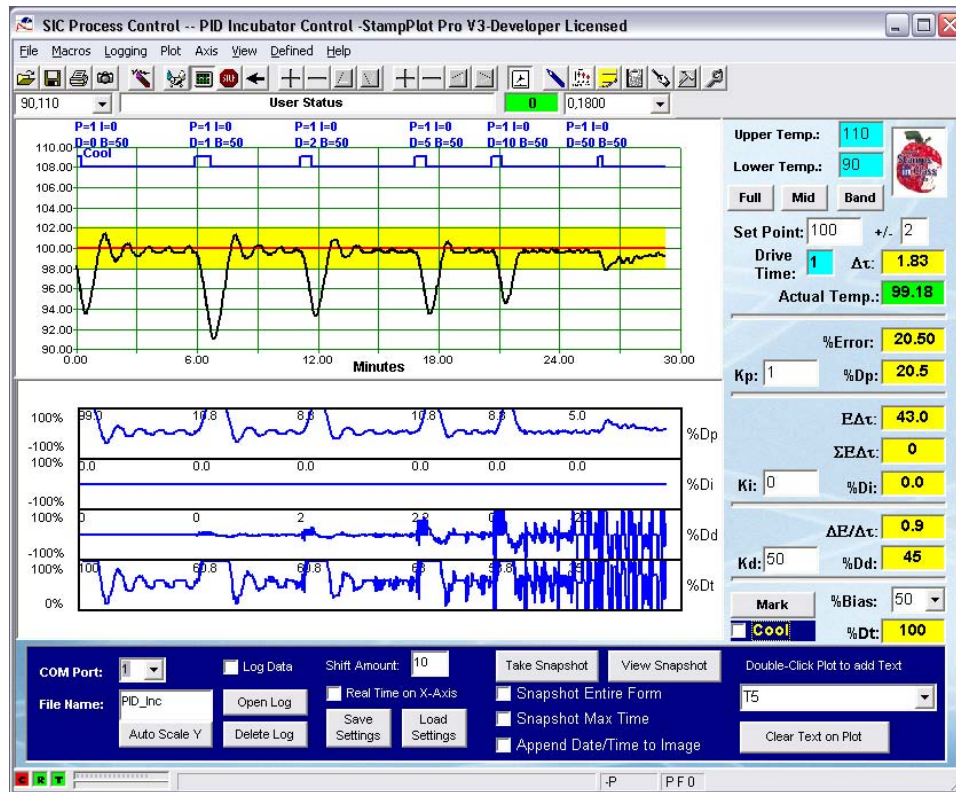 SIC Process Control -- PID Incubator Control -StampPlot Pro V3-Developer Licensed
File Macros Logging Plot Axis View Defined Help
STOP
90,110 User Status 0 0,1800
P=1 I=0 P=1 I=0 P=1 I=0 P=1 I=0 P=1 I=0 P=1 I=0
D=0 B=50 D=1 B=50 D=2 B=50 D=5 B=50 D=10 B=50 D=50 B=50
Cool
110.00
108.00
106.00
104.00
102.00
100.00
98.00
96.00
94.00
92.00
90.00
0.00 6.00 12.00 18.00 24.00 30.00
Minutes
Upper Temp.: 110
Lower Temp.: 90
Stamps in Class
Full Mid Band
Set Point: 100 +/- 2
Drive Time: 1 Δτ: 1.83
Actual Temp.: 99.18
%Error: 20.50
Kp: 1 %Dp: 20.5
EΔτ: 43.0
ΣEΔτ: 0
Ki: 0 %Di: 0.0
ΔE/Δτ: 0.9
Kd: 50 %Dd: 45
Mark %Bias: 50
Cool %Dt: 100
100% 99.0 10.8 8.8 10.8 8.8 5.0 %Dp
-100%
100% 0.0 0.0 0.0 0.0 0.0 0.0 %Di
-100%
100% 0 0 2 %Dd
-100%
100% 100 60.8 %Dt
0%
COM Port: 1 Log Data Shift Amount: 10 Take Snapshot View Snapshot Double-Click Plot to add Text
File Name: PID_Inc Open Log Real Time on X-Axis Snapshot Entire Form T5
Auto Scale Y Delete Log Save Settings Load Settings Snapshot Max Time Clear Text on Plot
Append Date/Time to Image
C R T -P P F 0